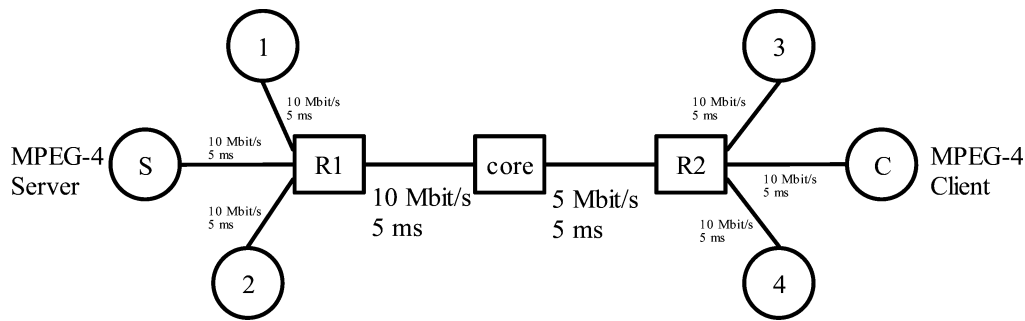 1
3
10 Mbit/s
5 ms
10 Mbit/s
5 ms
MPEG-4
Server
S
10 Mbit/s
5 ms
R1
core
R2
C
MPEG-4
Client
10 Mbit/s
5 ms
10 Mbit/s
5 ms
5 Mbit/s
5 ms
10 Mbit/s
5 ms
10 Mbit/s
5 ms
2
4